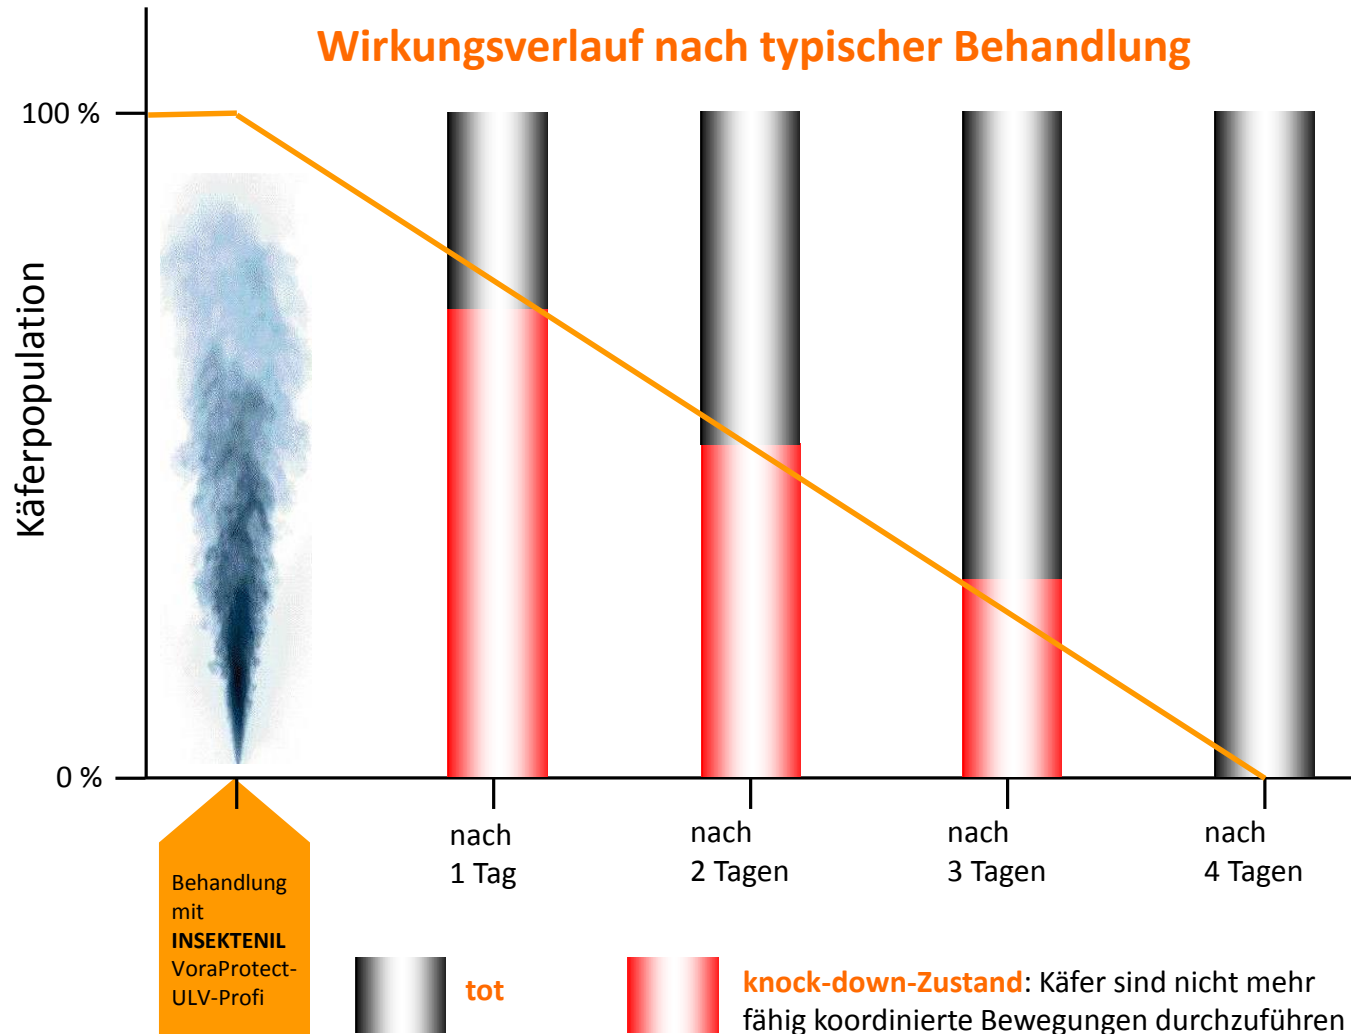 Wirkungsverlauf nach typischer Behandlung
100 %
Käferpopulation
0 %
nach
1 Tag
nach
2 Tagen
nach
3 Tagen
nach
4 Tagen
Behandlung
mit
INSEKTENIL
VoraProtect-
ULV-Profi
tot
knock-down-Zustand: Käfer sind nicht mehr
fähig koordinierte Bewegungen durchzuführen